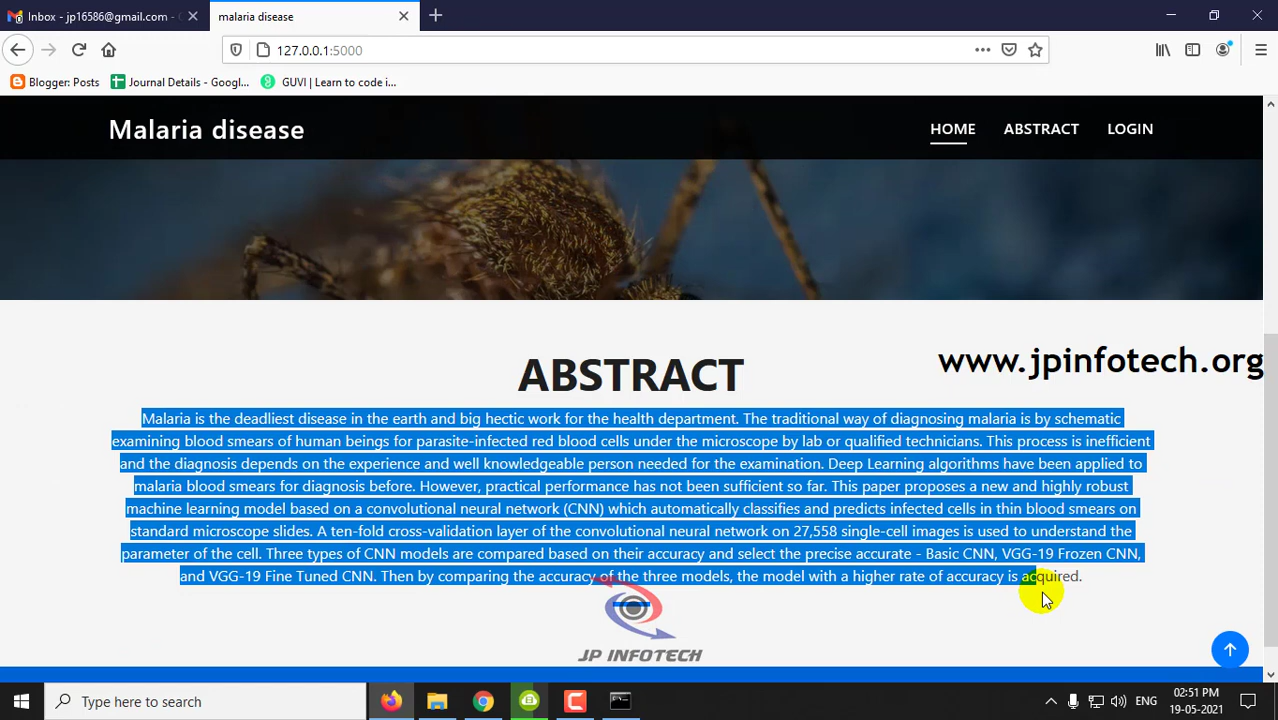 Inbox - jp16586@gmail.com -
malaria disease
127.0.0.1:5000
Blogger: Posts
Journal Details - Googl...
GUVI | Learn to code i...
Malaria disease
HOME
ABSTRACT
LOGIN
ABSTRACT
www.jpinfotech.org
Malaria is the deadliest disease in the earth and big hectic work for the health department. The traditional way of diagnosing malaria is by schematic
examining blood smears of human beings for parasite-infected red blood cells under the microscope by lab or qualified technicians. This process is inefficient
and the diagnosis depends on the experience and well knowledgeable person needed for the examination. Deep Learning algorithms have been applied to
malaria blood smears for diagnosis before. However, practical performance has not been sufficient so far. This paper proposes a new and highly robust
machine learning model based on a convolutional neural network (CNN) which automatically classifies and predicts infected cells in thin blood smears on
standard microscope slides. A ten-fold cross-validation layer of the convolutional neural network on 27,558 single-cell images is used to understand the
parameter of the cell. Three types of CNN models are compared based on their accuracy and select the precise accurate - Basic CNN, VGG-19 Frozen CNN,
and VGG-19 Fine Tuned CNN. Then by comparing the accuracy of the three models, the model with a higher rate of accuracy is acquired.
JP INFOTECH
Type here to search
ENG
02:51 PM
19-05-2021